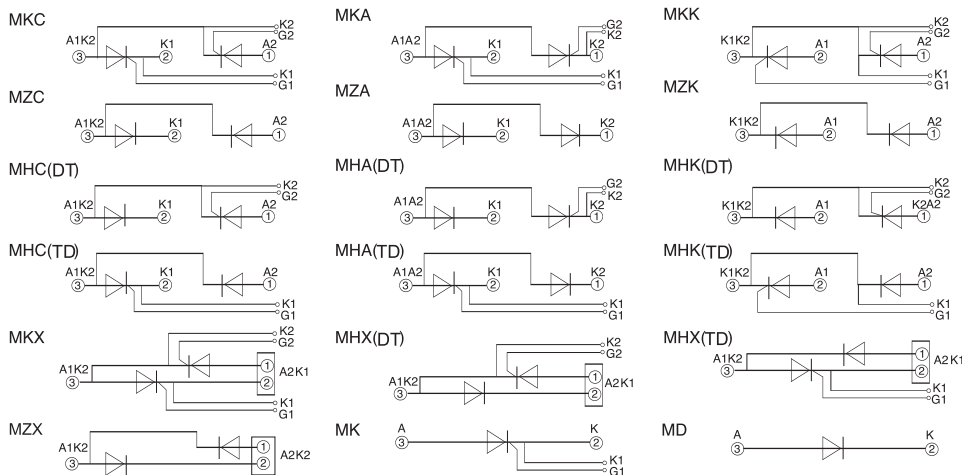 MKC
A1K2
3
K1
2
A2
1
K2
G2
K1
G1
MKA
A1A2
3
K1
2
K2
1
G2
K2
K1
G1
MKK
K1K2
3
A1
2
A2
1
K2
G2
K1
G1
MZC
A1K2
3
K1
2
A2
1
MZA
A1A2
3
K1
2
K2
1
MZK
K1K2
3
A1
2
A2
1
MHC(DT)
A1K2
3
K1
2
A2
1
K2
G2
MHA(DT)
A1A2
3
K1
2
K2
1
G2
K2
MHK(DT)
K1K2
3
A1
2
K2A2
1
K2
G2
MHC(TD)
A1K2
3
K1
2
A2
1
K1
G1
MHA(TD)
A1A2
3
K1
2
K2
1
K1
G1
MHK(TD)
K1K2
3
A1
2
A2
1
K1
G1
MKX
A1K2
3
K2
G2
1
2
A2K1
K1
G1
MHX(DT)
A1K2
3
K2
G2
1
2
A2K1
MHX(TD)
A1K2
3
1
2
A2K1
K1
G1
MZX
A1K2
3
1
2
A2K2
MK
A
3
K
2
K1
G1
MD
A
3
K
2